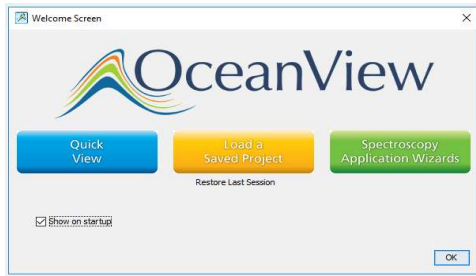 Welcome Screen
OceanView
Quick
View
Load a
Saved Project
Spectroscopy
Application Wizards
Restore Last Session
Show on startup
OK